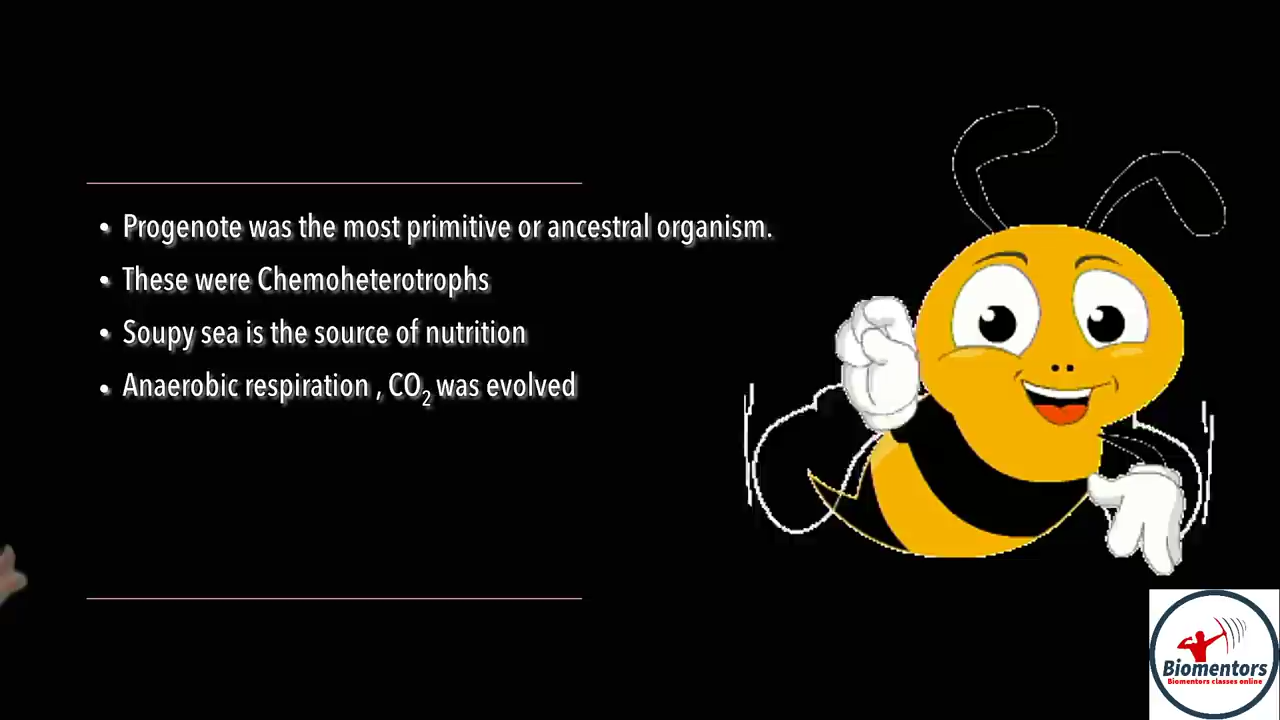 • Progenote was the most primitive or ancestral organism.
• These were Chemoheterotrophs
• Soupy sea is the source of nutrition
• Anaerobic respiration , CO₂ was evolved
Biomentors
Biomentors classes online